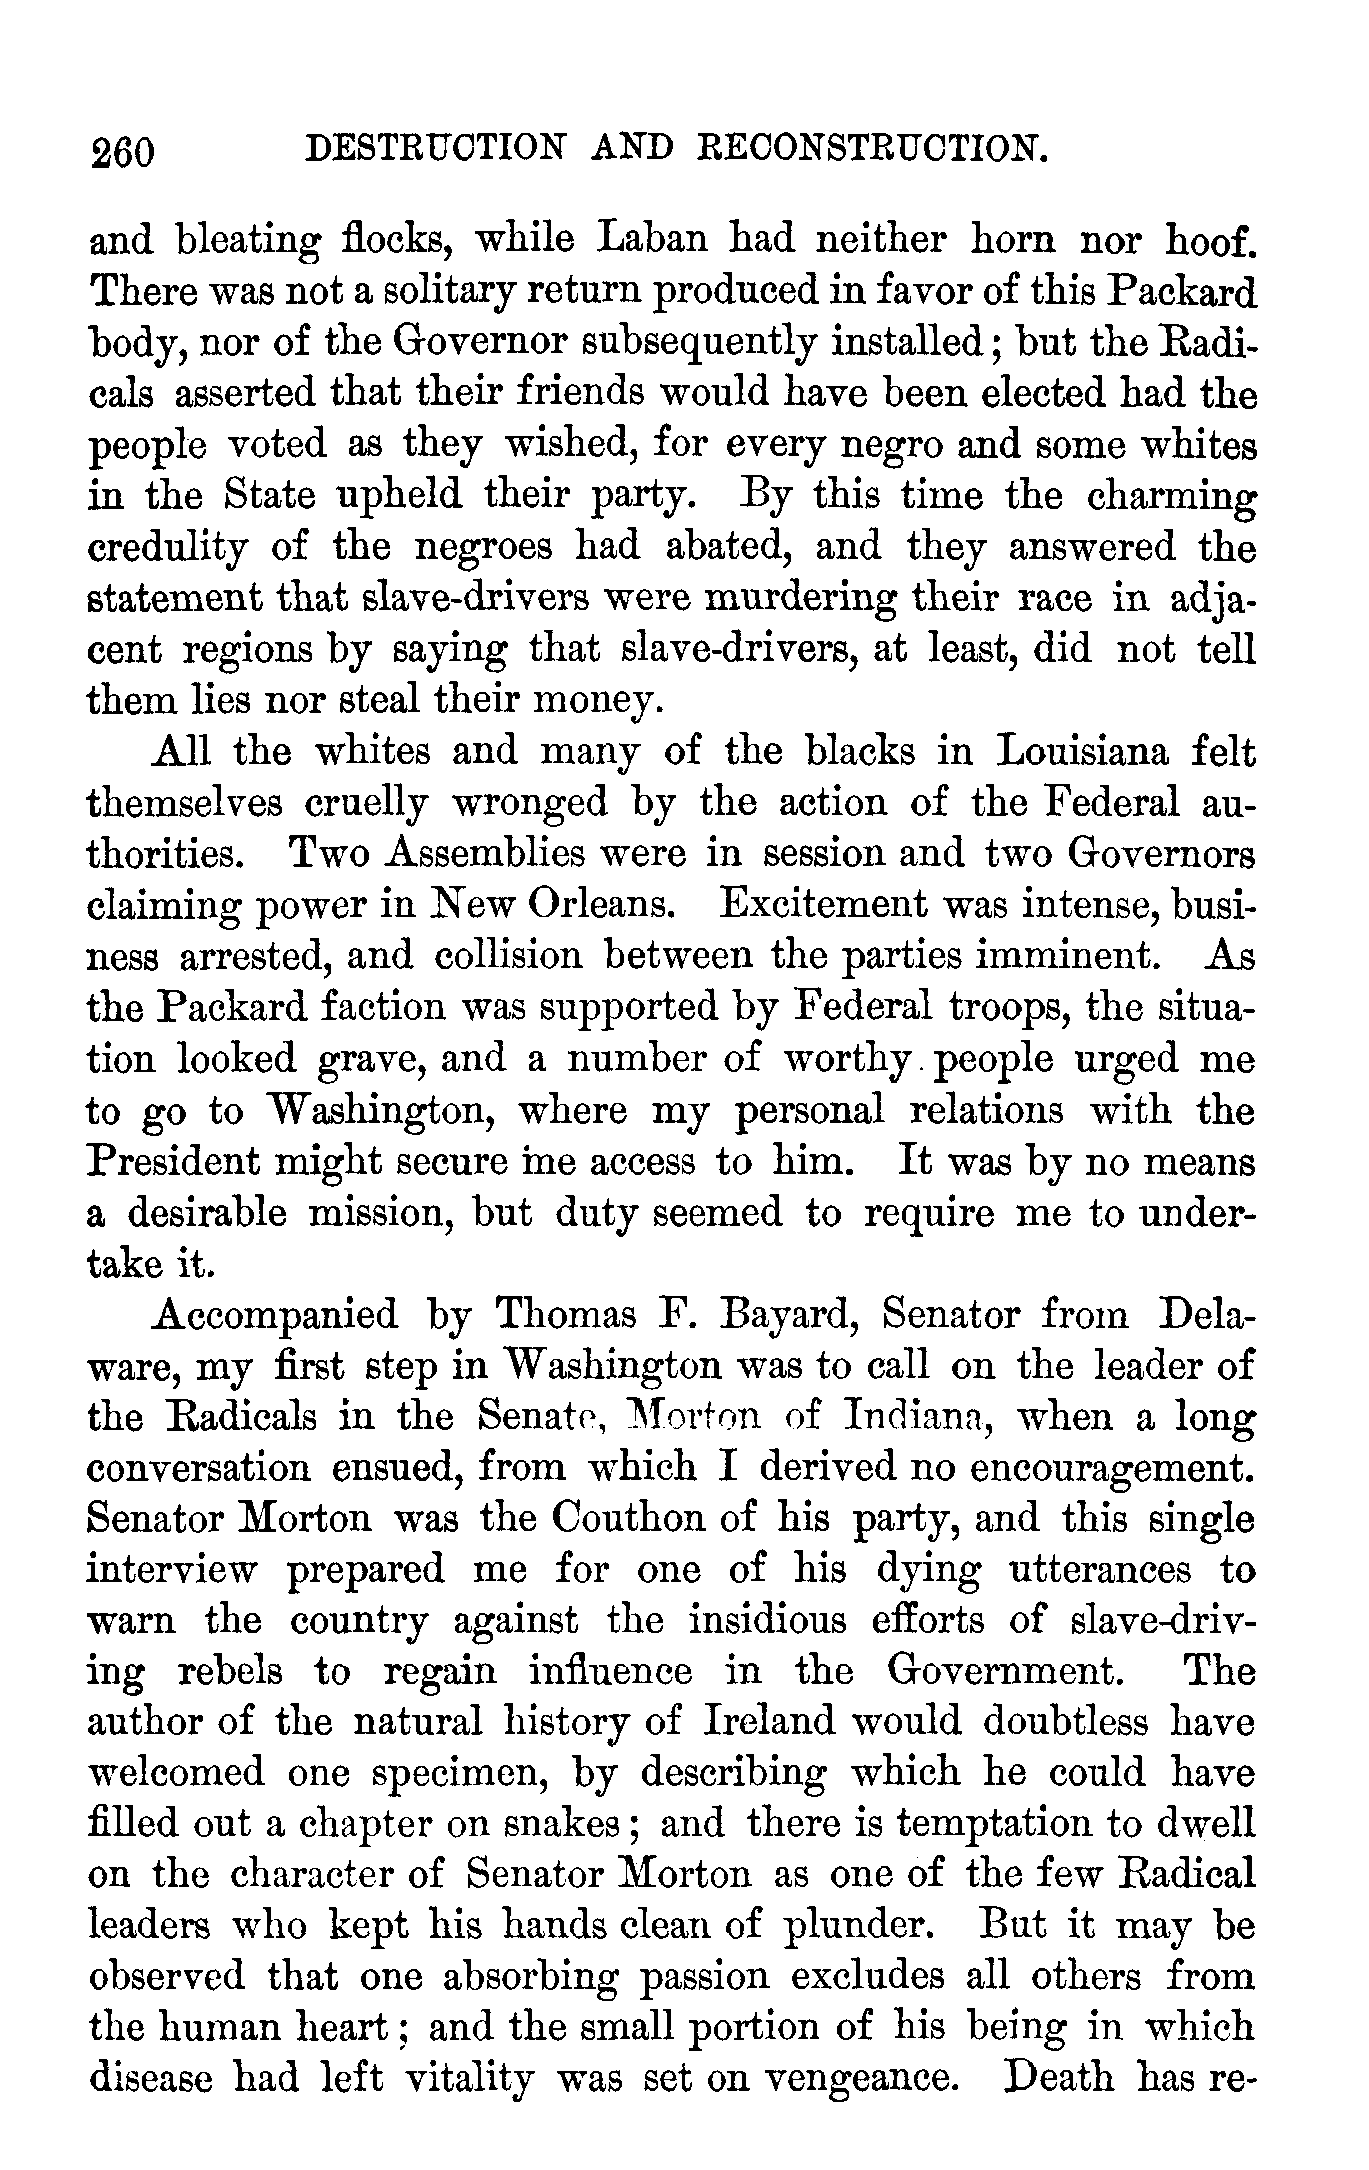 260 DESTRUCTION AND RECONSTRUCTION.
and bleating flocks, while Laban had neither horn nor hoof.
There was not a solitary return produced in favor of this Packard
body, nor of the Governor subsequently installed; but the Radi-
cals asserted that their friends would have been elected had the
people voted as they wished, for every negro and some whites
in the State upheld their party. By this time the charming
credulity of the negroes had abated, and they answered the
statement that slave-drivers were murdering their race in adja-
cent regions by saying that slave-drivers, at least, did not tell
them lies nor steal their money.
All the whites and many of the blacks in Louisiana felt
themselves cruelly wronged by the action of the Federal au-
thorities. Two Assemblies were in session and two Governors
claiming power in New Orleans. Excitement was intense, busi-
ness arrested, and collision between the parties imminent. As
the Packard faction was supported by Federal troops, the situa-
tion looked grave, and a number of worthy people urged me
to go to Washington, where my personal relations with the
President might secure me access to him. It was by no means
a desirable mission, but duty seemed to require me to under-
take it.
Accompanied by Thomas F. Bayard, Senator from Dela-
ware, my first step in Washington was to call on the leader of
the Radicals in the Senate, Morton of Indiana, when a long
conversation ensued, from which I derived no encouragement.
Senator Morton was the Couthon of his party, and this single
interview prepared me for one of his dying utterances to
warn the country against the insidious efforts of slave-driv-
ing rebels to regain influence in the Government. The
author of the natural history of Ireland would doubtless have
welcomed one specimen, by describing which he could have
filled out a chapter on snakes; and there is temptation to dwell
on the character of Senator Morton as one of the few Radical
leaders who kept his hands clean of plunder. But it may be
observed that one absorbing passion excludes all others from
the human heart; and the small portion of his being in which
disease had left vitality was set on vengeance. Death has re-